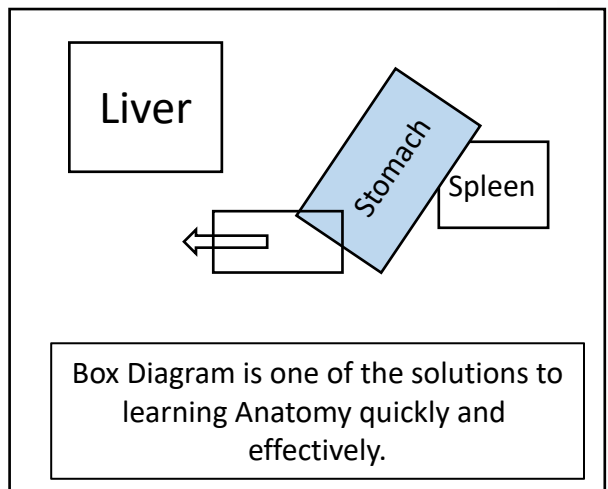 Liver
Stomach
Spleen
Box Diagram is one of the solutions to
learning Anatomy quickly and
effectively.